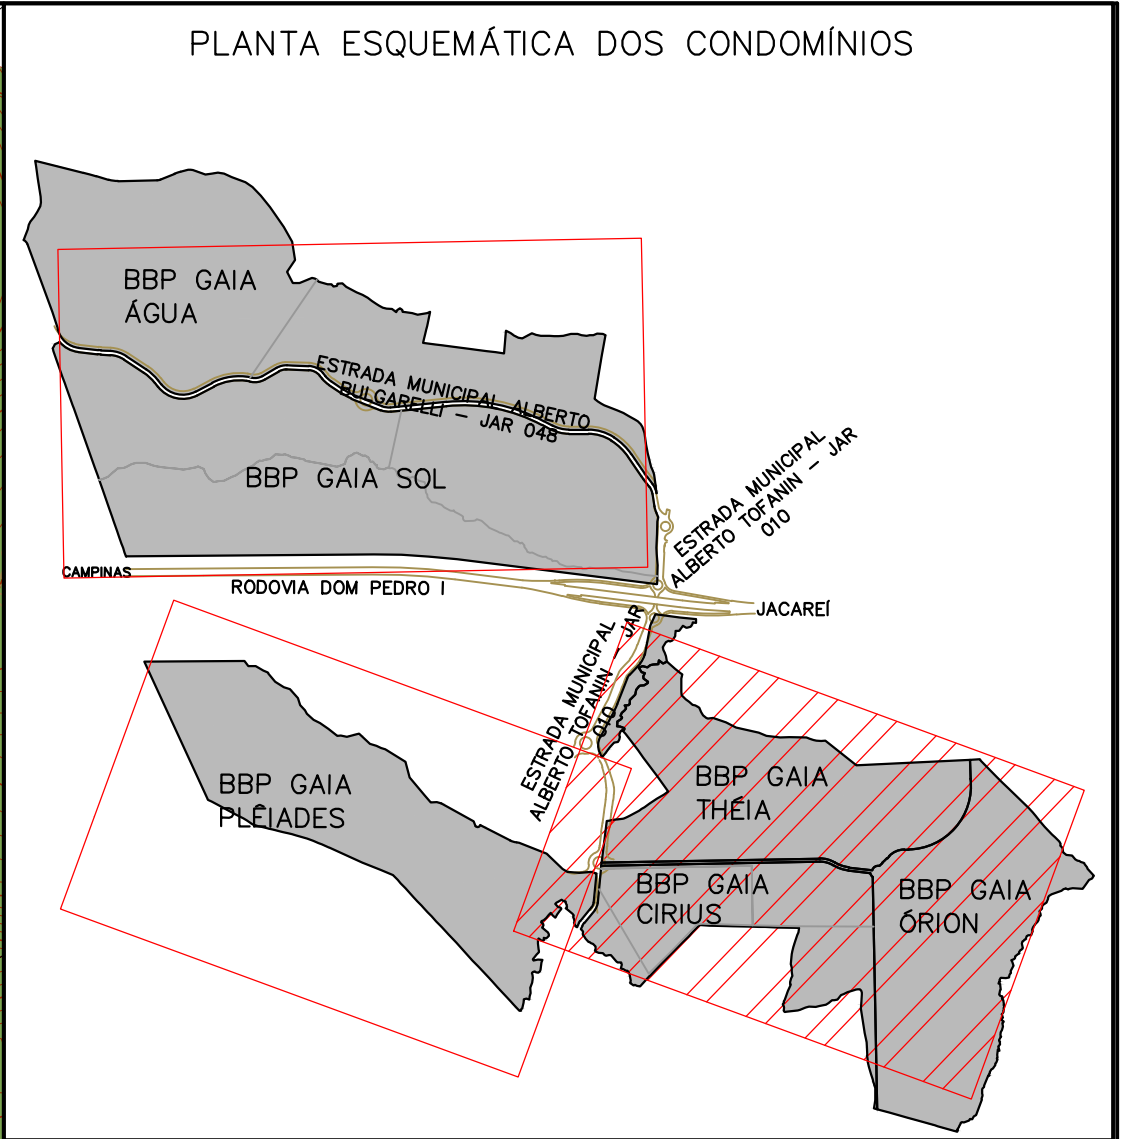 PLANTA ESQUEMÁTICA DOS CONDOMÍNIOS
BBP GAIA
ÁGUA
ESTRADA MUNICIPAL ALBERTO
BULGARELLI - JAR 048
BBP GAIA SOL
ESTRADA MUNICIPAL
ALBERTO TOFANIN - JAR
010
CAMPINAS
RODOVIA DOM PEDRO I
JACAREÍ
ESTRADA MUNICIPAL
ALBERTO TOFANIN - JAR
010
BBP GAIA
PLÊIADES
BBP GAIA
THÉIA
BBP GAIA
CIRIUS
BBP GAIA
ÓRION